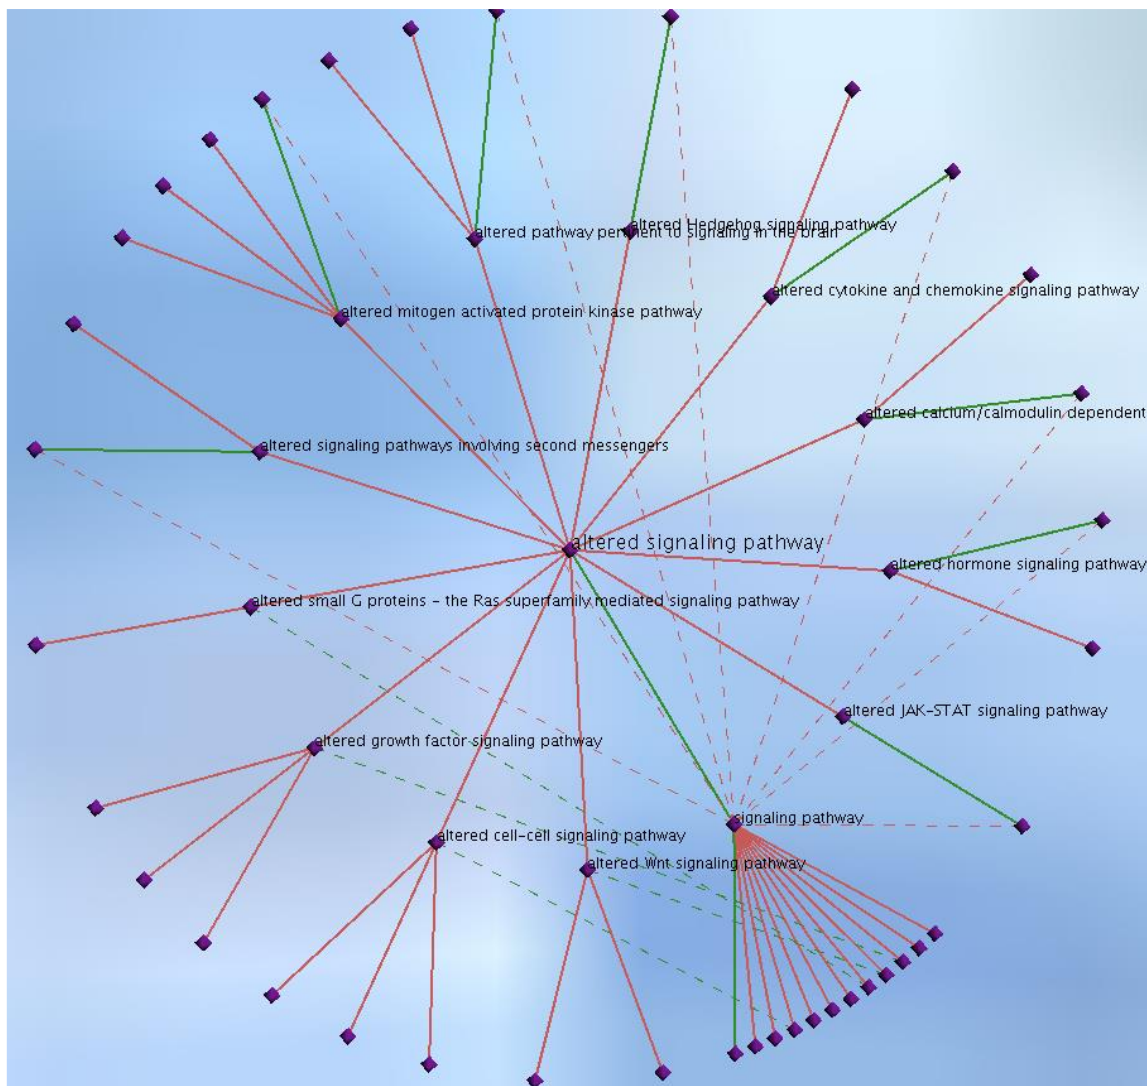 altered Hedgehog signaling pathway
altered pathway pertinent to signaling in the brain
altered cytokine and chemokine signaling pathway
altered mitogen activated protein kinase pathway
altered calcium/calmodulin dependent
altered signaling pathways involving second messengers
altered signaling pathway
altered hormone signaling pathway
altered small G proteins - the Ras superfamily mediated signaling pathway
altered JAK-STAT signaling pathway
altered growth factor signaling pathway
signaling pathway
altered cell-cell signaling pathway
altered Wnt signaling pathway